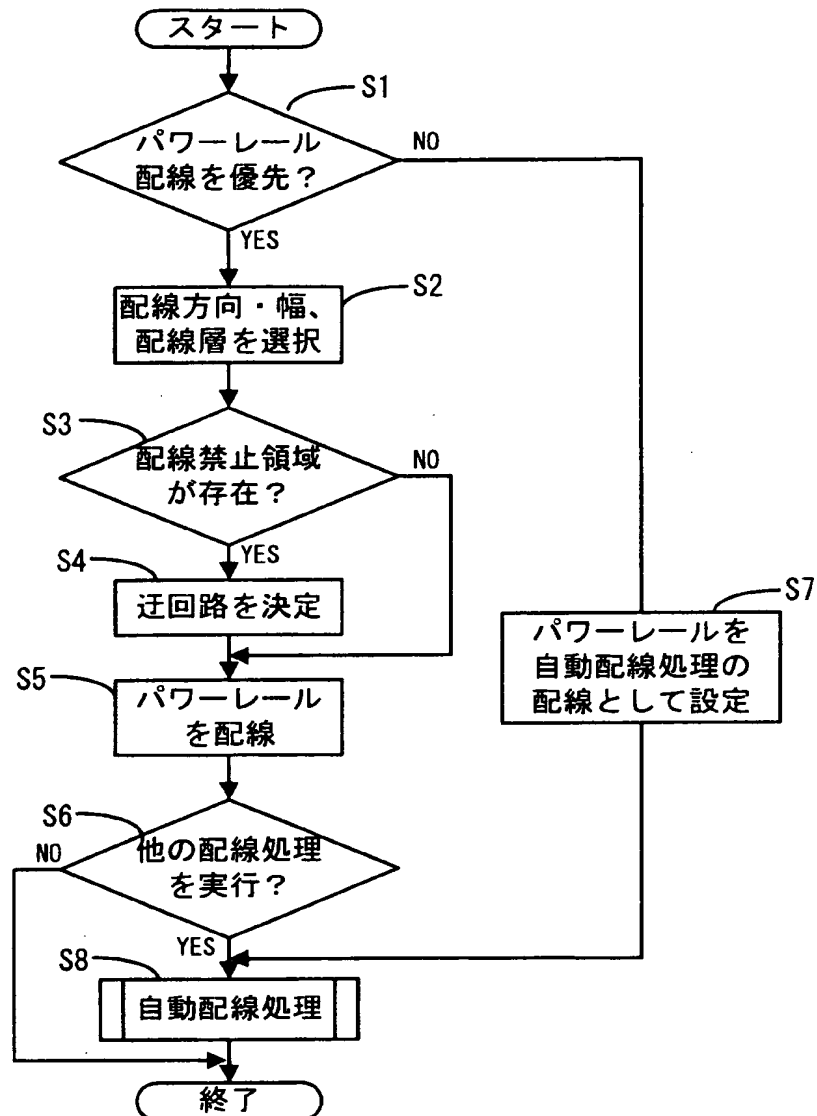 スタート
S1
パワーレール
配線を優先?
NO
YES
S2
配線方向・幅、
配線層を選択
S3
配線禁止領域
が存在?
NO
YES
S4
迂回路を決定
S7
パワーレールを
自動配線処理の
配線として設定
S5
パワーレール
を配線
S6
他の配線処理
を実行?
NO
YES
S8
自動配線処理
終了